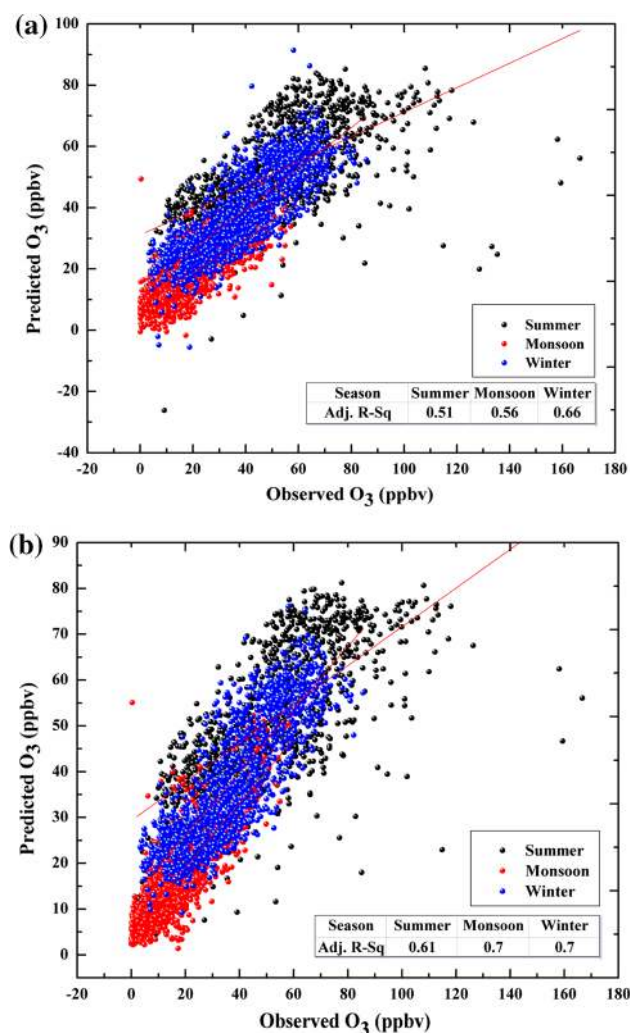 (a)
100
80
60
40
20
0
-20
-40
Predicted O3 (ppbv)
Summer
Monsoon
Winter
Season Summer Monsoon Winter
Adj. R-Sq 0.51 0.56 0.66
-20 0 20 40 60 80 100 120 140 160 180
Observed O3 (ppbv)
(b)
90
80
70
60
50
40
30
20
10
0
Predicted O3 (ppbv)
Summer
Monsoon
Winter
Season Summer Monsoon Winter
Adj. R-Sq 0.61 0.7 0.7
-20 0 20 40 60 80 100 120 140 160 180
Observed O3 (ppbv)